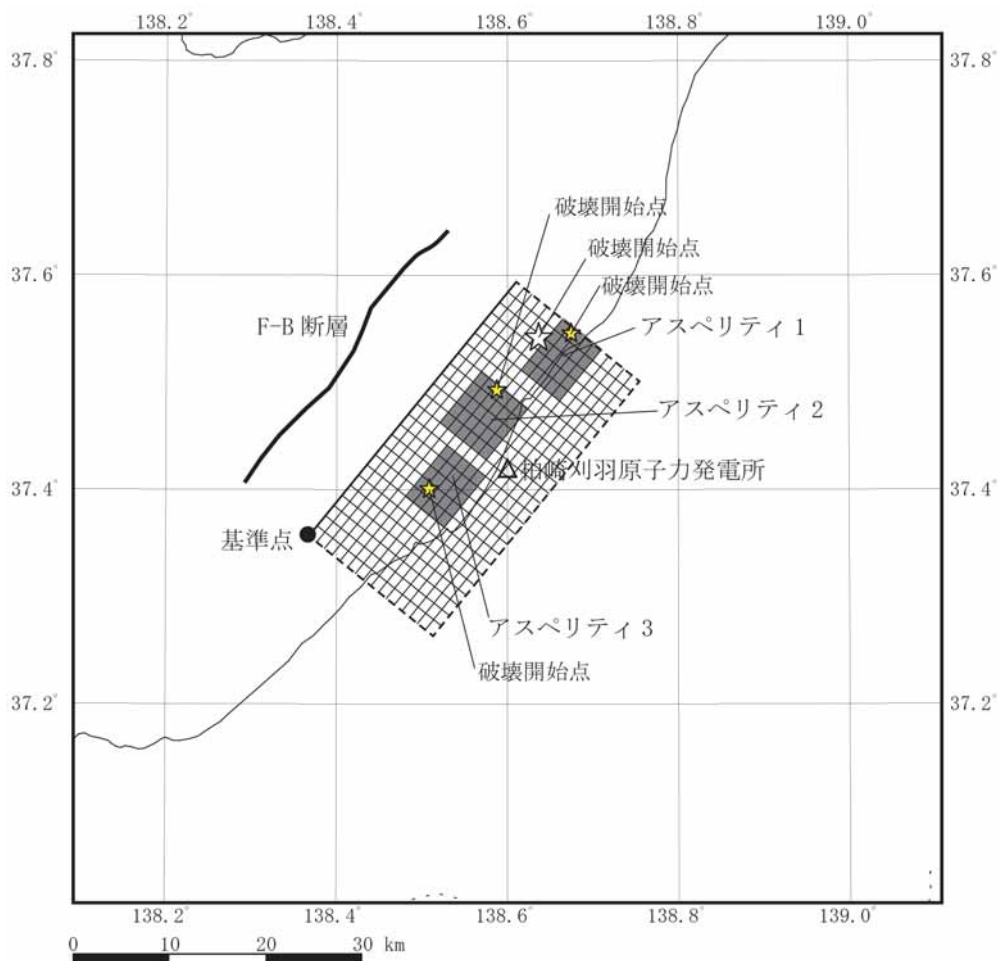 138.2° 138.4° 138.6° 138.8° 139.0°
37.8° 37.8°
破壊開始点
破壊開始点
37.6° 37.6°
破壊開始点
F-B 断層
アスペリティ 1
アスペリティ 2
柏崎刈羽原子力発電所
37.4° 37.4°
基準点
アスペリティ 3
破壊開始点
37.2° 37.2°
138.2° 138.4° 138.6° 138.8° 139.0°
0 10 20 30 km